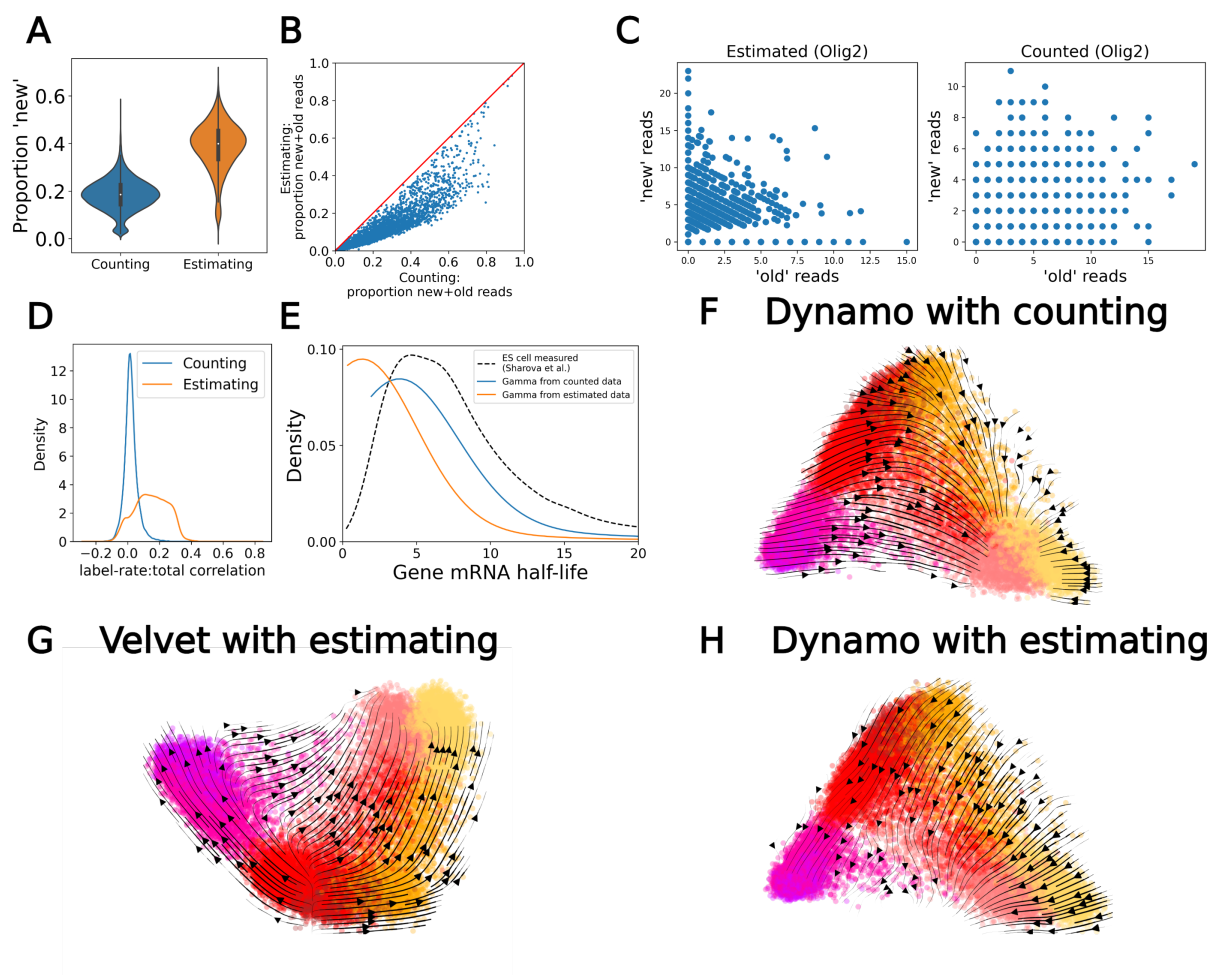 A
Proportion 'new'
0.6
0.4
0.2
0.0
Counting
Estimating
B
Estimating:
proportion new+old reads
1.0
0.8
0.6
0.4
0.2
0.0
0.0
0.2
0.4
0.6
0.8
1.0
Counting:
proportion new+old reads
C
Estimated (Olig2)
'new' reads
20
15
10
5
0
0.0
2.5
5.0
7.5
10.0
12.5
15.0
'old' reads
Counted (Olig2)
'new' reads
10
8
6
4
2
0
0
5
10
15
'old' reads
D
Density
12
10
8
6
4
2
0
Counting
Estimating
−0.2
0.0
0.2
0.4
0.6
0.8
label-rate:total correlation
E
Density
0.10
0.05
0.00
ES cell measured
(Sharova et al.)
Gamma from counted data
Gamma from estimated data
0
5
10
15
20
Gene mRNA half-life
F Dynamo with counting
G Velvet with estimating
H Dynamo with estimating